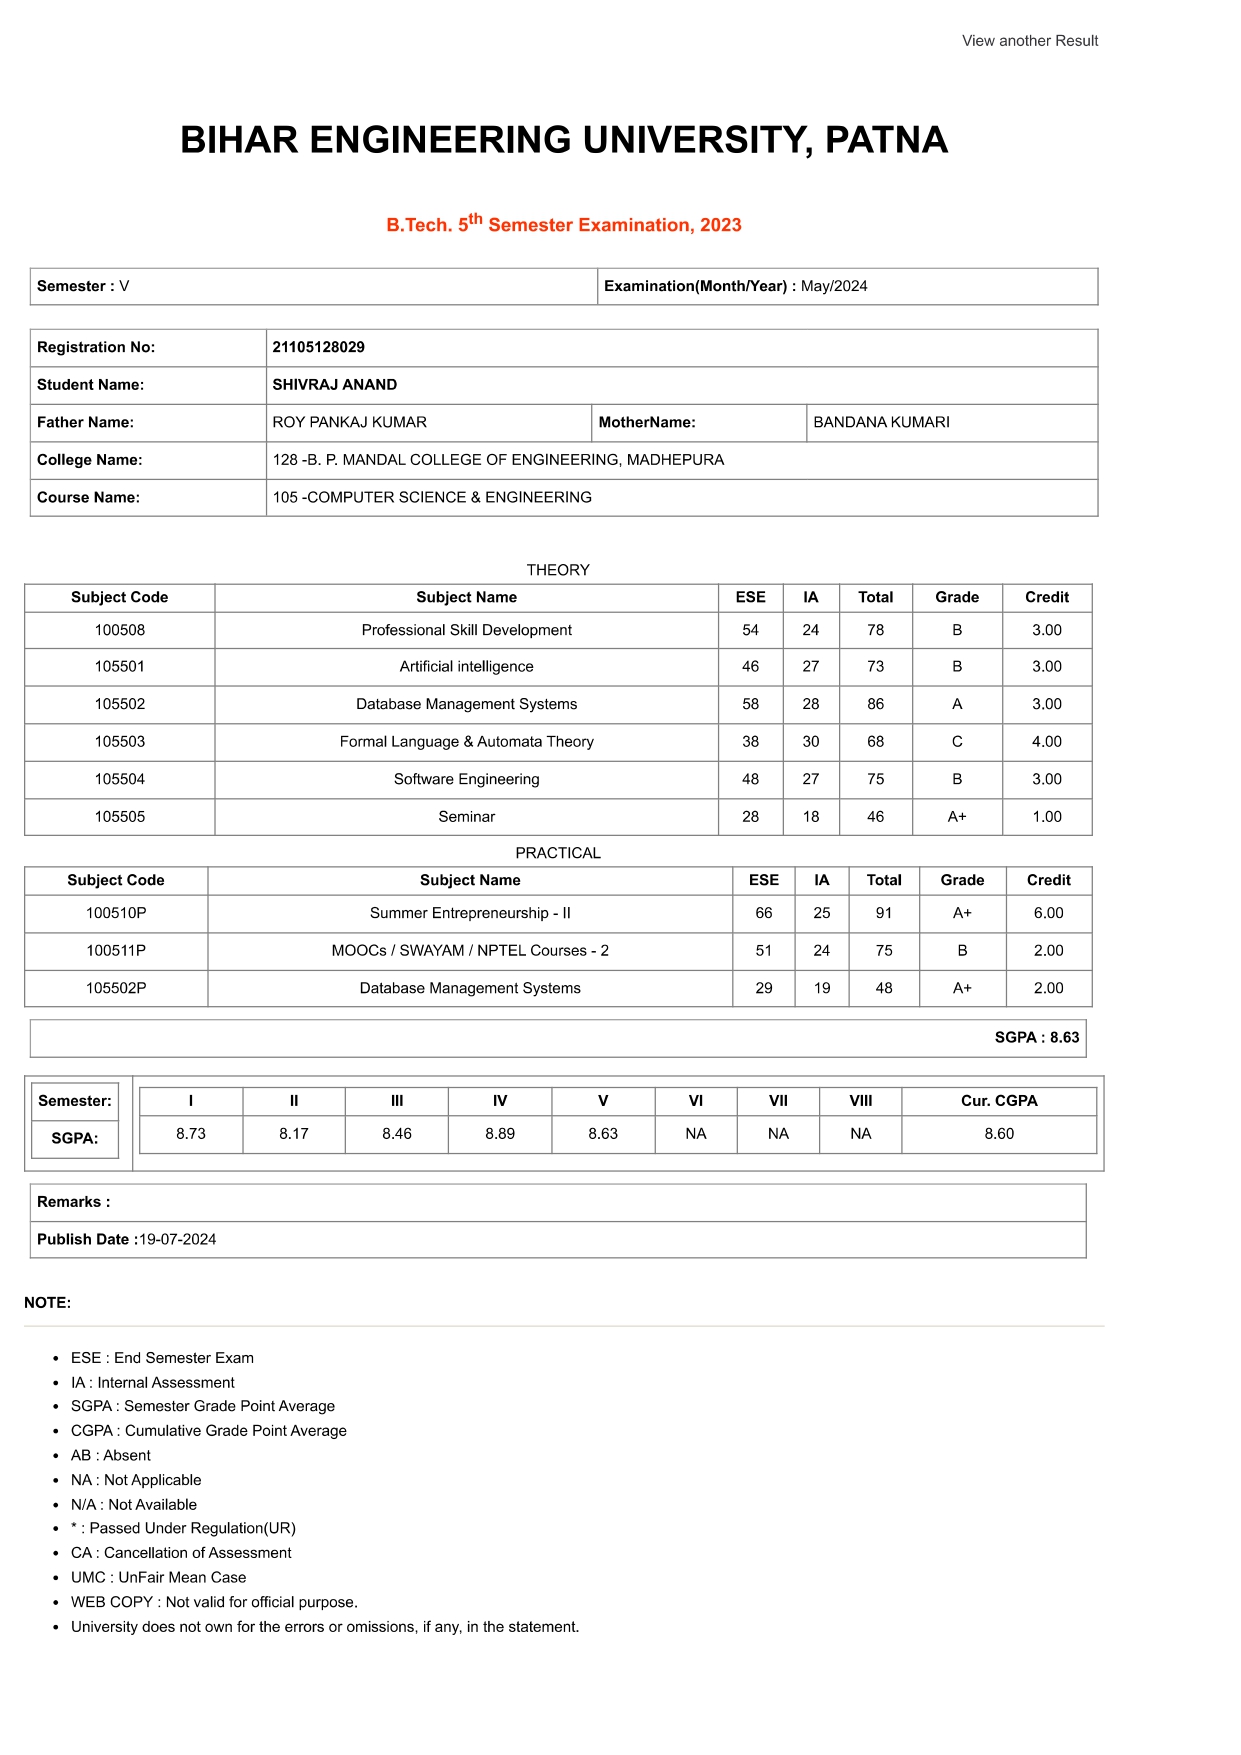 View another Result
BIHAR ENGINEERING UNIVERSITY, PATNA
B.Tech. 5th Semester Examination, 2023
Semester : V Examination(Month/Year) : May/2024
Registration No: 21105128029
Student Name: SHIVRAJ ANAND
Father Name: ROY PANKAJ KUMAR MotherName: BANDANA KUMARI
College Name: 128 -B. P. MANDAL COLLEGE OF ENGINEERING, MADHEPURA
Course Name: 105 -COMPUTER SCIENCE & ENGINEERING
THEORY
Subject Code Subject Name ESE IA Total Grade Credit
100508 Professional Skill Development 54 24 78 B 3.00
105501 Artificial intelligence 46 27 73 B 3.00
105502 Database Management Systems 58 28 86 A 3.00
105503 Formal Language & Automata Theory 38 30 68 C 4.00
105504 Software Engineering 48 27 75 B 3.00
105505 Seminar 28 18 46 A+ 1.00
PRACTICAL
Subject Code Subject Name ESE IA Total Grade Credit
100510P Summer Entrepreneurship - II 66 25 91 A+ 6.00
100511P MOOCs / SWAYAM / NPTEL Courses - 2 51 24 75 B 2.00
105502P Database Management Systems 29 19 48 A+ 2.00
SGPA : 8.63
Semester: I II III IV V VI VII VIII Cur. CGPA
SGPA: 8.73 8.17 8.46 8.89 8.63 NA NA NA 8.60
Remarks :
Publish Date :19-07-2024
NOTE:
• ESE : End Semester Exam
• IA : Internal Assessment
• SGPA : Semester Grade Point Average
• CGPA : Cumulative Grade Point Average
• AB : Absent
• NA : Not Applicable
• N/A : Not Available
• * : Passed Under Regulation(UR)
• CA : Cancellation of Assessment
• UMC : UnFair Mean Case
• WEB COPY : Not valid for official purpose.
• University does not own for the errors or omissions, if any, in the statement.